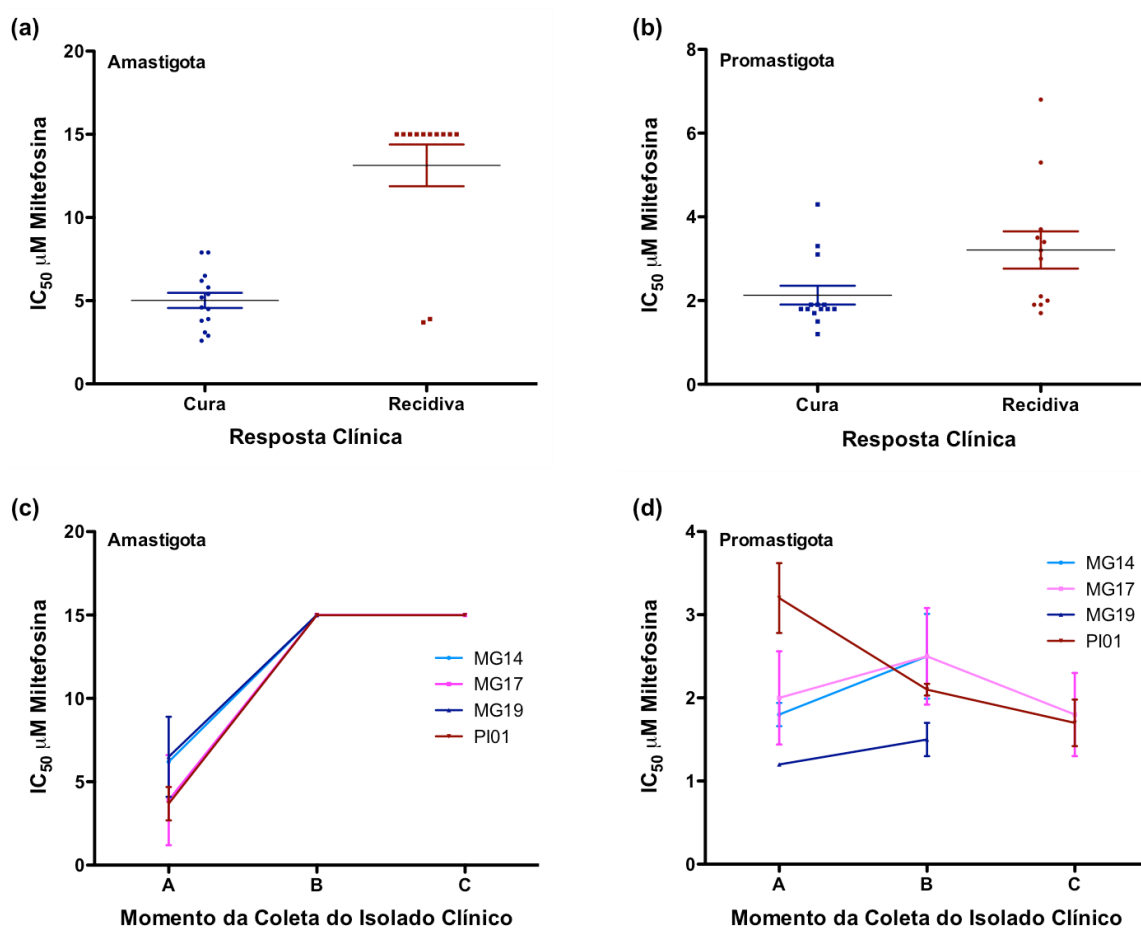 (a)
Amastigota
IC50 μM Miltefosina
20
15
10
5
0
Cura
Recidiva
Resposta Clínica
(b)
Promastigota
IC50 μM Miltefosina
8
6
4
2
0
Cura
Recidiva
Resposta Clínica
(c)
Amastigota
IC50 μM Miltefosina
20
15
10
5
0
MG14
MG17
MG19
PI01
A
B
C
Momento da Coleta do Isolado Clínico
(d)
Promastigota
IC50 μM Miltefosina
4
3
2
1
0
MG14
MG17
MG19
PI01
A
B
C
Momento da Coleta do Isolado Clínico